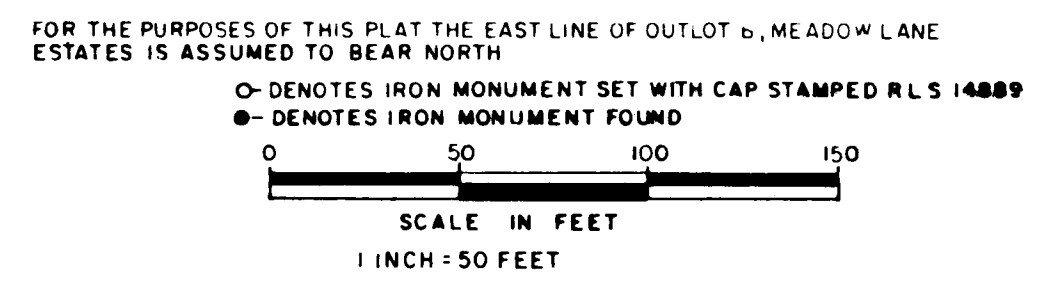 FOR THE PURPOSES OF THIS PLAT THE EAST LINE OF OUTLOT b, MEADOW LANE
ESTATES IS ASSUMED TO BEAR NORTH
O- DENOTES IRON MONUMENT SET WITH CAP STAMPED RLS 14889
●- DENOTES IRON MONUMENT FOUND
0 50 100 150
SCALE IN FEET
1 INCH = 50 FEET